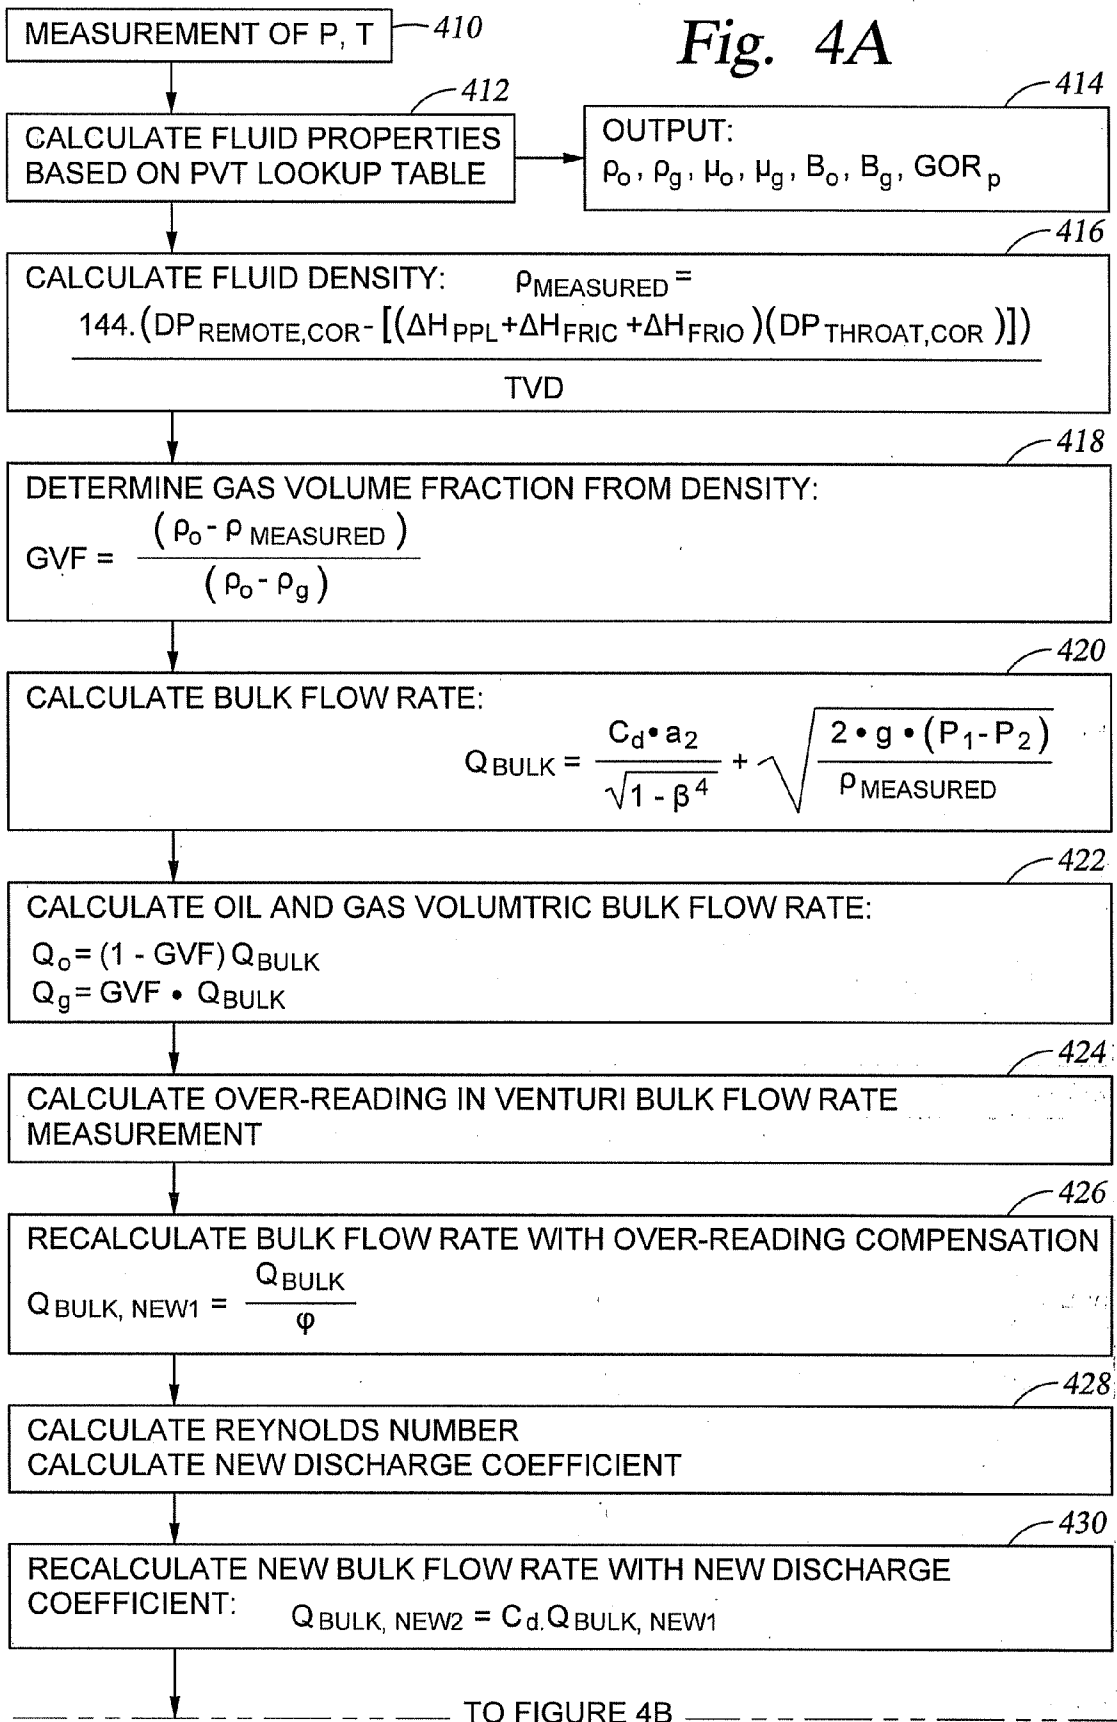 MEASUREMENT OF P, T
410
Fig. 4A
412
CALCULATE FLUID PROPERTIES
BASED ON PVT LOOKUP TABLE
414
OUTPUT:
ρo, ρg, μo, μg, Bo, Bg, GOR p
416
CALCULATE FLUID DENSITY: ρMEASURED =
144.(DPREMOTE,COR- [(ΔHPPL+ΔHFRIC+ΔHFRIO)(DPTHROAT,COR)])
TVD
418
DETERMINE GAS VOLUME FRACTION FROM DENSITY:
GVF = (ρo- ρ MEASURED) / (ρo- ρg)
420
CALCULATE BULK FLOW RATE:
QBULK = Cd•a2 / √1 - β4 + √2 • g • (P1-P2) / ρMEASURED
422
CALCULATE OIL AND GAS VOLUMTRIC BULK FLOW RATE:
Qo= (1 - GVF) QBULK
Qg= GVF • QBULK
424
CALCULATE OVER-READING IN VENTURI BULK FLOW RATE
MEASUREMENT
426
RECALCULATE BULK FLOW RATE WITH OVER-READING COMPENSATION
QBULK, NEW1 = QBULK / φ
428
CALCULATE REYNOLDS NUMBER
CALCULATE NEW DISCHARGE COEFFICIENT
430
RECALCULATE NEW BULK FLOW RATE WITH NEW DISCHARGE
COEFFICIENT: QBULK, NEW2 = Cd.QBULK, NEW1
TO FIGURE 4B